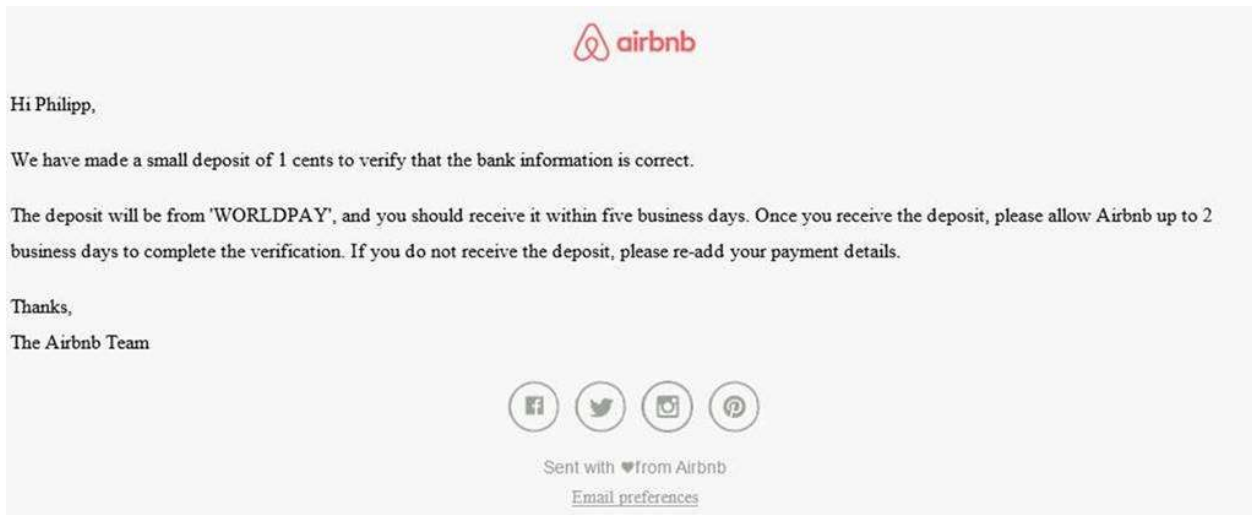 airbnb
Hi Philipp,
We have made a small deposit of 1 cents to verify that the bank information is correct.
The deposit will be from 'WORLDPAY', and you should receive it within five business days. Once you receive the deposit, please allow Airbnb up to 2
business days to complete the verification. If you do not receive the deposit, please re-add your payment details.
Thanks,
The Airbnb Team
Sent with ♥from Airbnb
Email preferences